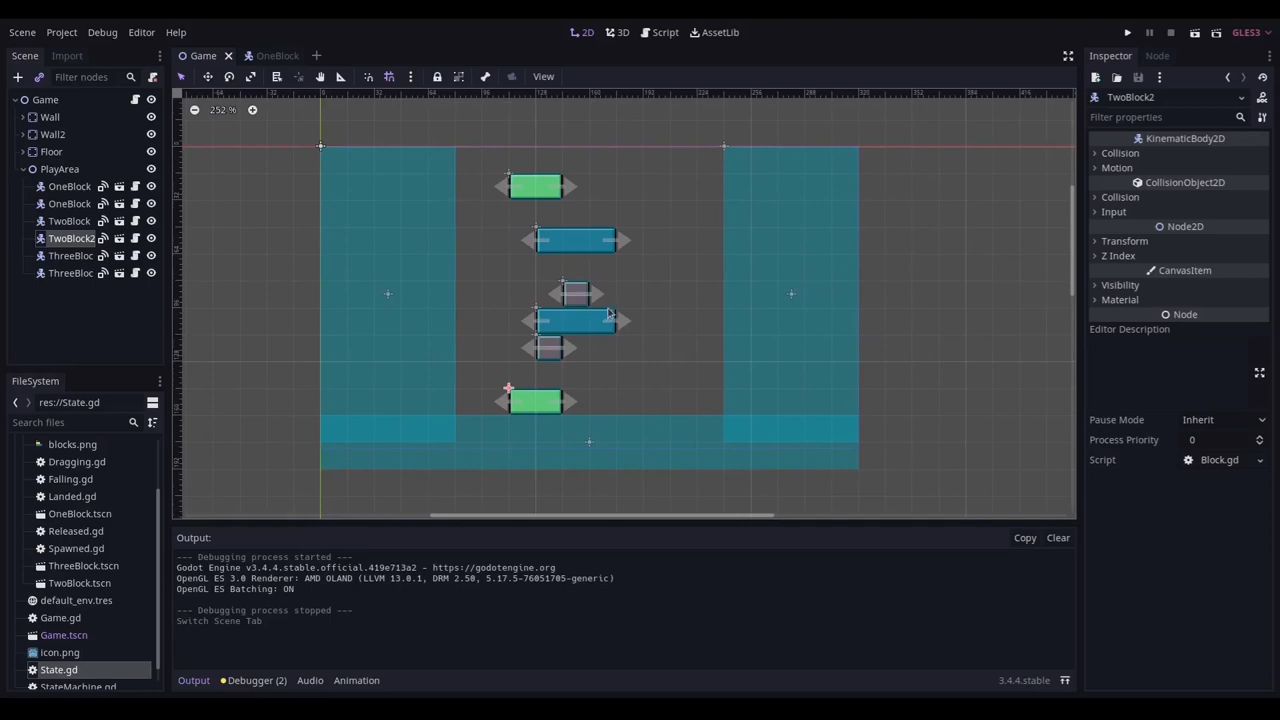 Scene Project Debug Editor Help
2D 3D Script AssetLib
GLES3
Scene Import
Game OneBlock
Inspector Node
Filter nodes
View
TwoBlock2
Filter properties
252 %
Game
Wall
Wall2
Floor
PlayArea
OneBlock
OneBlock
TwoBlock
TwoBlock2
ThreeBloc
ThreeBloc
KinematicBody2D
Collision
Motion
CollisionObject2D
Collision
Input
Node2D
Transform
Z Index
CanvasItem
Visibility
Material
Node
Editor Description
Pause Mode Inherit
Process Priority 0
Script Block.gd
FileSystem
res://State.gd
Search files
blocks.png
Dragging.gd
Falling.gd
Landed.gd
OneBlock.tscn
Released.gd
Spawned.gd
ThreeBlock.tscn
TwoBlock.tscn
default_env.tres
Game.gd
Game.tscn
icon.png
State.gd
StateMachine.gd
Output: Copy Clear
--- Debugging process started ---
Godot Engine v3.4.4.stable.official.419e713a2 - https://godotengine.org
OpenGL ES 3.0 Renderer: AMD OLAND (LLVM 13.0.1, DRM 2.50, 5.17.5-76051705-generic)
OpenGL ES Batching: ON
--- Debugging process stopped ---
Switch Scene Tab
Output Debugger (2) Audio Animation 3.4.4.stable